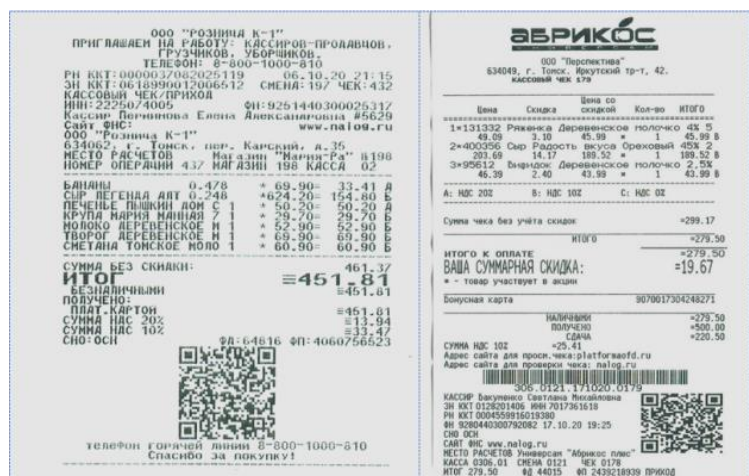 ООО "РОЗНИЦА К-1"
ПРИГЛАШАЕМ НА РАБОТУ: КАССИРОВ-ПРОДАВЦОВ,
ГРУЗЧИКОВ, УБОРЩИКОВ.
ТЕЛЕФОН: 8-800-1000-810
РН ККТ:0000037082025119 06.10.20 21:15
ЗН ККТ:0618990012006512 СМЕНА:197 ЧЕК:432
КАССОВЫЙ ЧЕК/ПРИХОД
ИНН:2225074005 ФН:9251440300025317
Кассир Елена Александровна #5629
Сайт ФНС: www.nalog.ru
ООО "Розница К-1"
634062, г. Томск, пер. Карский, д.35
МЕСТО РАСЧЕТОВ Магазин "Мария-Ра" #198
НОМЕР ОПЕРАЦИИ 437 МАГАЗИН 198 КАССА 02
БАНАНЫ 0.478 * 69.90= 33.41 А
СЫР ЛЕГЕНДА АЛТ 0.248 *624.20= 154.80 Б
ПЕЧЕНЬЕ ПЫШКИН ДОМ С 1 * 50.20= 50.20 А
КРУПА МАРИЯ МАННАЯ 7 1 * 29.70= 29.70 Б
МОЛОКО ДЕРЕВЕНСКОЕ М 1 * 52.90= 52.90 Б
ТВОРОГ ДЕРЕВЕНСКОЕ М 1 * 69.90= 69.90 Б
СМЕТАНА ТОМСКОЕ МОЛО 1 * 60.90= 60.90 Б
СУММА БЕЗ СКИДКИ: 461.37
ИТОГ ≡451.81
БЕЗНАЛИЧНЫМИ ≡451.81
ПОЛУЧЕНО:
ПЛАТ.КАРТОЙ ≡451.81
СУММА НДС 20% ≡13.94
СУММА НДС 10% ≡33.47
СНО:ОСН ФД:64816 ФП:4060756523
телефон горячей линии 8-800-1000-810
Спасибо за покупку!
АБРИКОС
УНИВЕРСАМ
ООО "Перспектива"
634049, г. Томск, Иркутский тр-т, 42.
КАССОВЫЙ ЧЕК 178
Цена Скидка Цена со скидкой Кол-во ИТОГО
1*131332 Ряженка Деревенское молочко 4% 5
49.09 3.10 45.99 * 1 45.99 В
2*400356 Сыр Радость вкуса Ореховый 45% 2
203.69 14.17 189.52 * 189.52 В
3*95612 Деревенское молочко 2,5%
46.39 2.40 43.99 * 1 43.99 В
А: НДС 20% В: НДС 10% С: НДС 0%
Сумма чека без учёта скидок =299.17
ИТОГО =279.50
ИТОГО К ОПЛАТЕ =279.50
ВАША СУММАРНАЯ СКИДКА: =19.67
* - товар участвует в акции
Бонусная карта 9070017304248271
НАЛИЧНЫМИ =279.50
ПОЛУЧЕНО =500.00
СДАЧА =220.50
СУММА НДС 10% =25.41
Адрес сайта для просм.чека:platformaofd.ru
Адрес сайта для проверки чека: nalog.ru
306.0121.171020.0179
КАССИР Бакуменко Светлана Михайловна
ЗН ККТ 0128201406 ИНН 7017361616
РН ККТ 0004559916019380
ФН 9280440300792082 17.10.20 19:25
СНО ОСН
САЙТ ФНС www.nalog.ru
МЕСТО РАСЧЕТОВ Универсам "Абрикос плюс"
КАССА 0306.01 СМЕНА 0121 ЧЕК 0178
ИТОГ 279.50 ФД 44015 ФП 2439218939 ПРИХОД